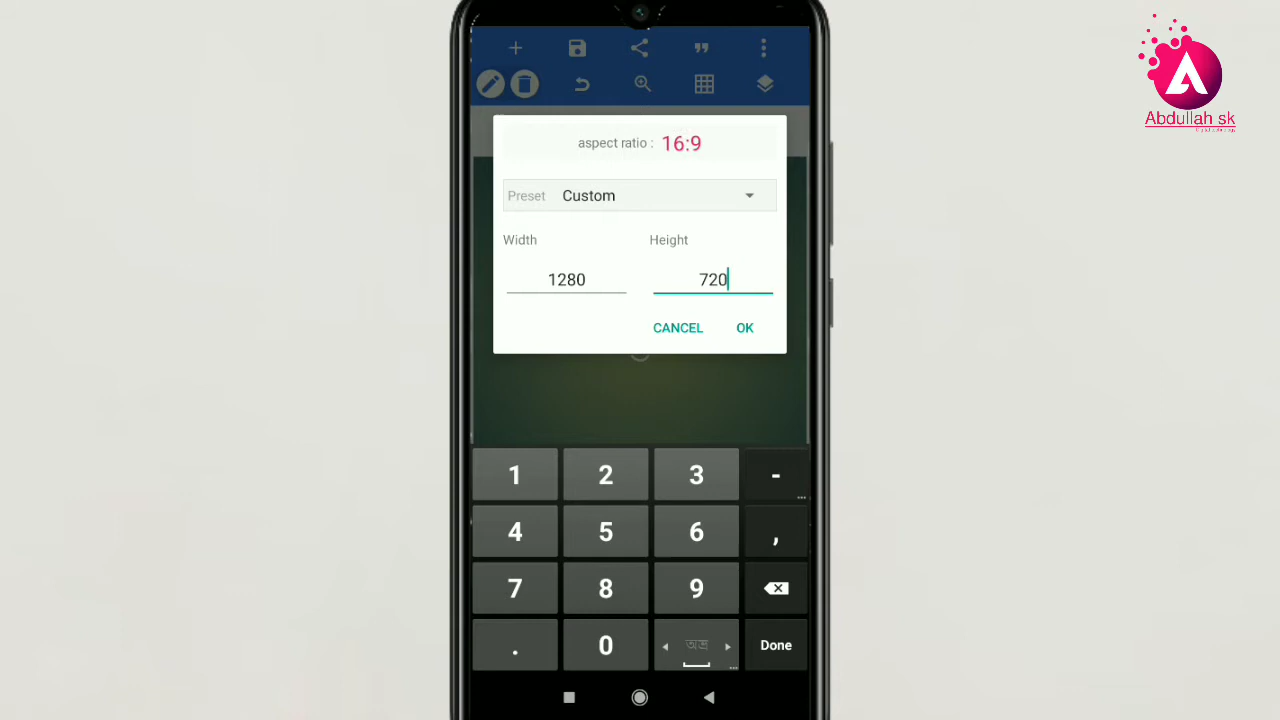 Abdullah sk
aspect ratio : 16:9
Preset Custom
Width Height
1280 720
CANCEL OK
1 2 3 -
4 5 6 ,
7 8 9
. 0 Done